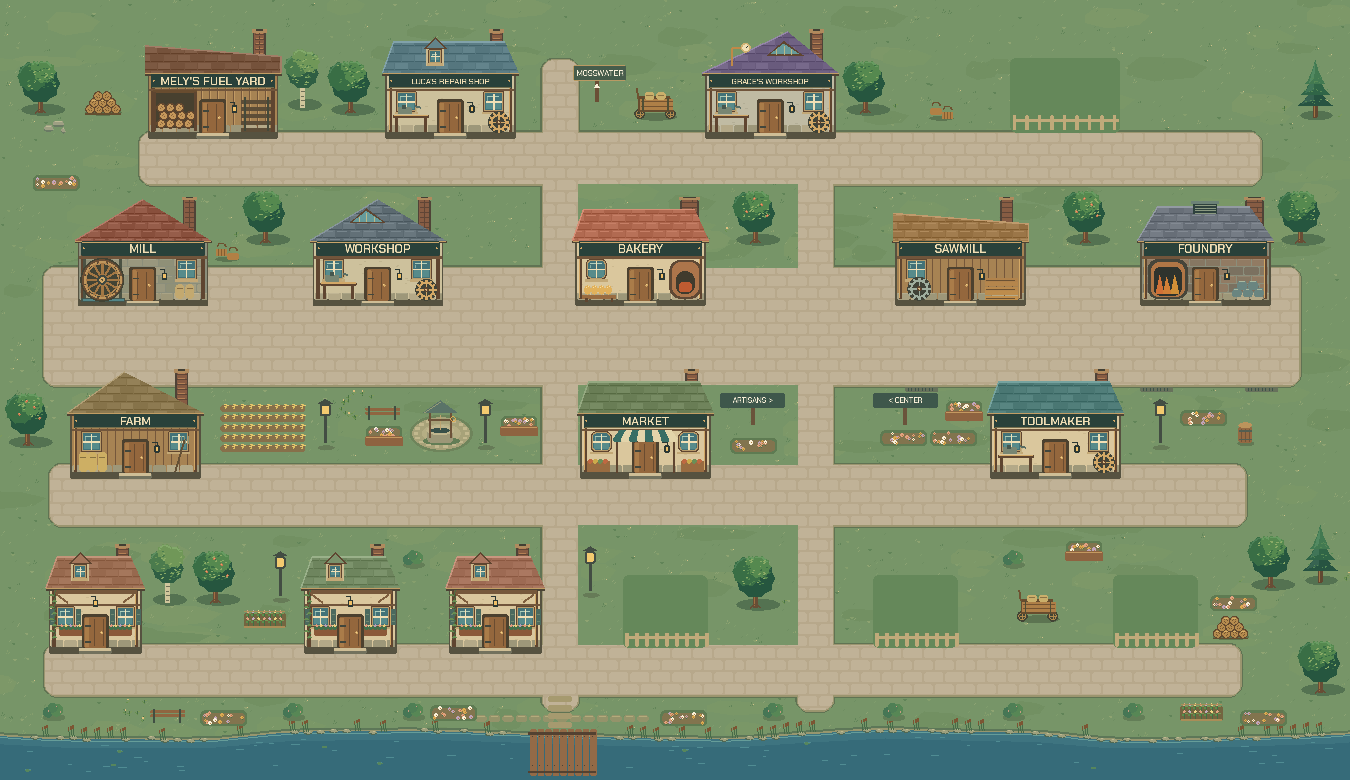 MELY'S FUEL YARD
LUCA'S REPAIR SHOP
MOSSWATER
GRACE'S WORKSHOP
MILL
WORKSHOP
BAKERY
SAWMILL
FOUNDRY
FARM
MARKET
ARTISANS >
< CENTER
TOOLMAKER